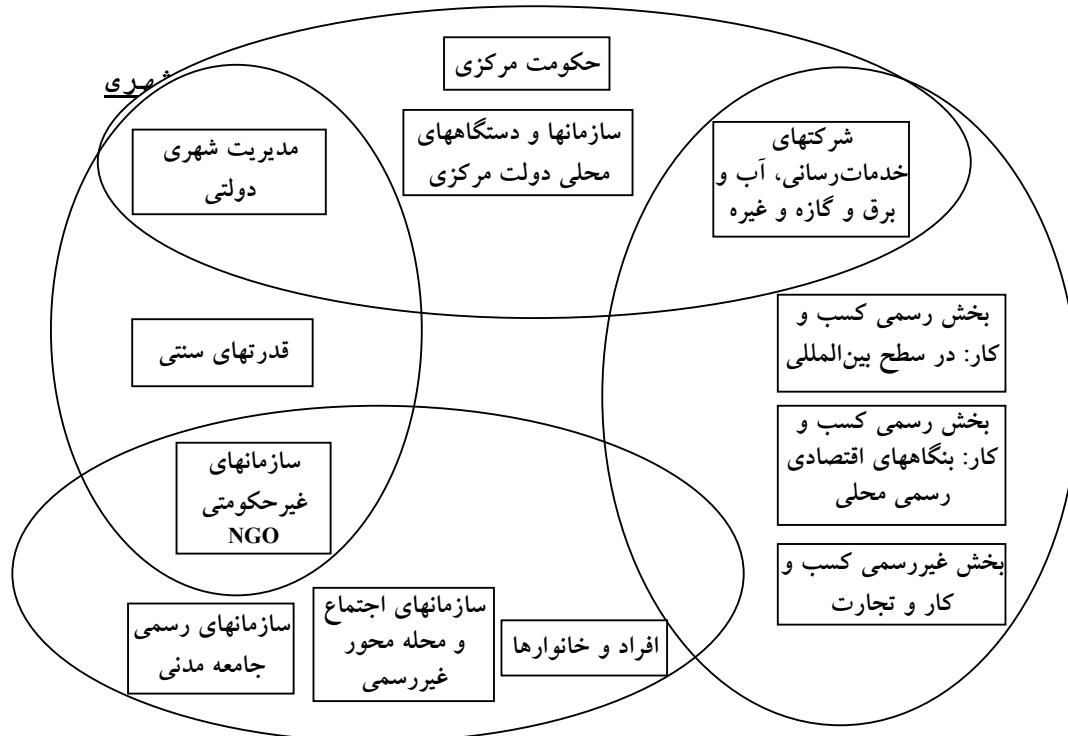 حکومت مرکزی
شهری
سازمانها و دستگاههای
محلی دولت مرکزی
شرکتهای
خدمات‌رسانی، آب و
برق و گازه و غیره
مدیریت شهری
دولتی
بخش رسمی کسب و
کار: در سطح بین‌المللی
قدرتهای سنتی
بخش رسمی کسب و
کار: بنگاههای اقتصادی
رسمی محلی
سازمانهای
غیرحکومتی
NGO
بخش غیررسمی کسب و
کار و تجارت
افراد و خانوارها
سازمانهای اجتماع
و محله محور
غیررسمی
سازمانهای رسمی
جامعه مدنی